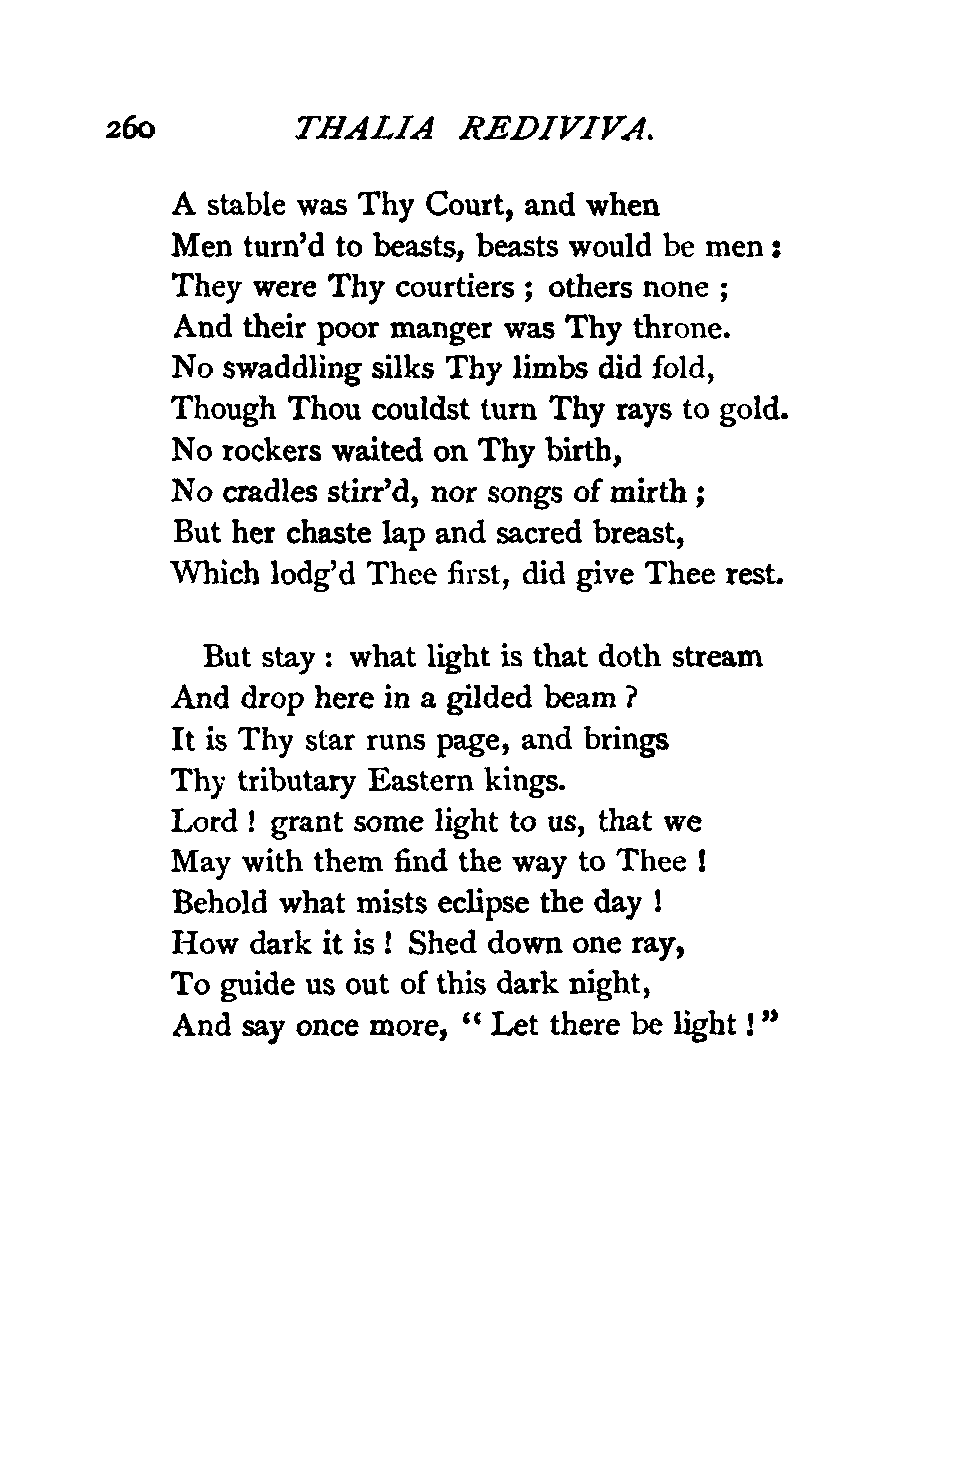 260 THALIA REDIVIVA.
A stable was Thy Court, and when
Men turn'd to beasts, beasts would be men :
They were Thy courtiers ; others none ;
And their poor manger was Thy throne.
No swaddling silks Thy limbs did fold,
Though Thou couldst turn Thy rays to gold.
No rockers waited on Thy birth,
No cradles stirr'd, nor songs of mirth ;
But her chaste lap and sacred breast,
Which lodg'd Thee first, did give Thee rest.
But stay : what light is that doth stream
And drop here in a gilded beam ?
It is Thy star runs page, and brings
Thy tributary Eastern kings.
Lord ! grant some light to us, that we
May with them find the way to Thee !
Behold what mists eclipse the day !
How dark it is ! Shed down one ray,
To guide us out of this dark night,
And say once more, " Let there be light ! "